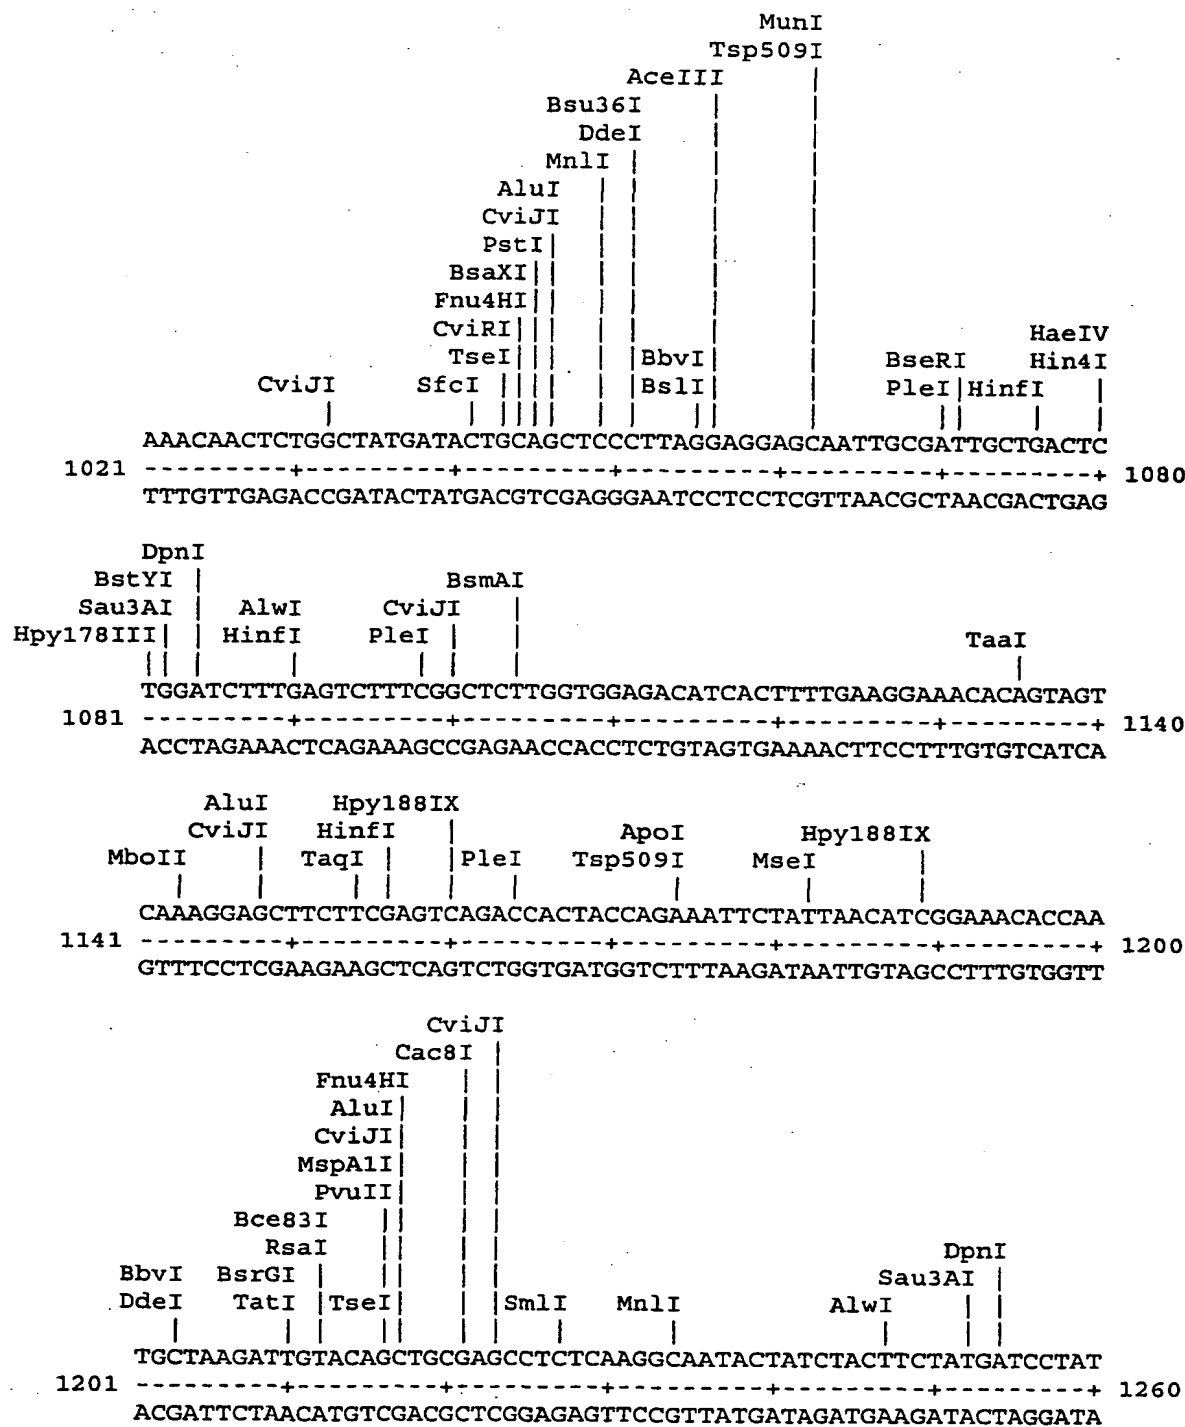 MunI
Tsp509I
AceIII
Bsu36I
DdeI
MnlI
AluI
CviJI
PstI
BsaXI
Fnu4HI
CviRI HaeIV
TseI BbvI BseRI Hin4I
CviJI SfcI BslI PleI HinfI
AAACAACTCTGGCTATGATACTGCAGCTCCCTTAGGAGGAGCAATTGCGATTGCTGACTC
1021 ---------+---------+---------+---------+---------+---------+ 1080
TTTGTTGAGACCGATACTATGACGTCGAGGGAATCCTCCTCGTTAACGCTAACGACTGAG
DpnI
BstYI BsmAI
Sau3AI AlwI CviJI
Hpy178III HinfI PleI TaaI
TGGATCTTTGAGTCTTTCGGCTCTTGGTGGAGACATCACTTTTGAAGGAAACACAGTAGT
1081 ---------+---------+---------+---------+---------+---------+ 1140
ACCTAGAAACTCAGAAAGCCGAGAACCACCTCTGTAGTGAAAACTTCCTTTGTGTCATCA
AluI Hpy188IX
CviJI HinfI ApoI Hpy188IX
MboII TaqI PleI Tsp509I MseI
CAAAGGAGCTTCTTCGAGTCAGACCACTACCAGAAATTCTATTAACATCGGAAACACCAA
1141 ---------+---------+---------+---------+---------+---------+ 1200
GTTTCCTCGAAGAAGCTCAGTCTGGTGATGGTCTTTAAGATAATTGTAGCCTTTGTGGTT
CviJI
Cac8I
Fnu4HI
AluI
CviJI
MspA1I
PvuII
Bce83I
RsaI DpnI
BbvI BsrGI Sau3AI
DdeI TatI TseI SmlI MnlI AlwI
TGCTAAGATTGTACAGCTGCGAGCCTCTCAAGGCAATACTATCTACTTCTATGATCCTAT
1201 ---------+---------+---------+---------+---------+---------+ 1260
ACGATTCTAACATGTCGACGCTCGGAGAGTTCCGTTATGATAGATGAAGATACTAGGATA